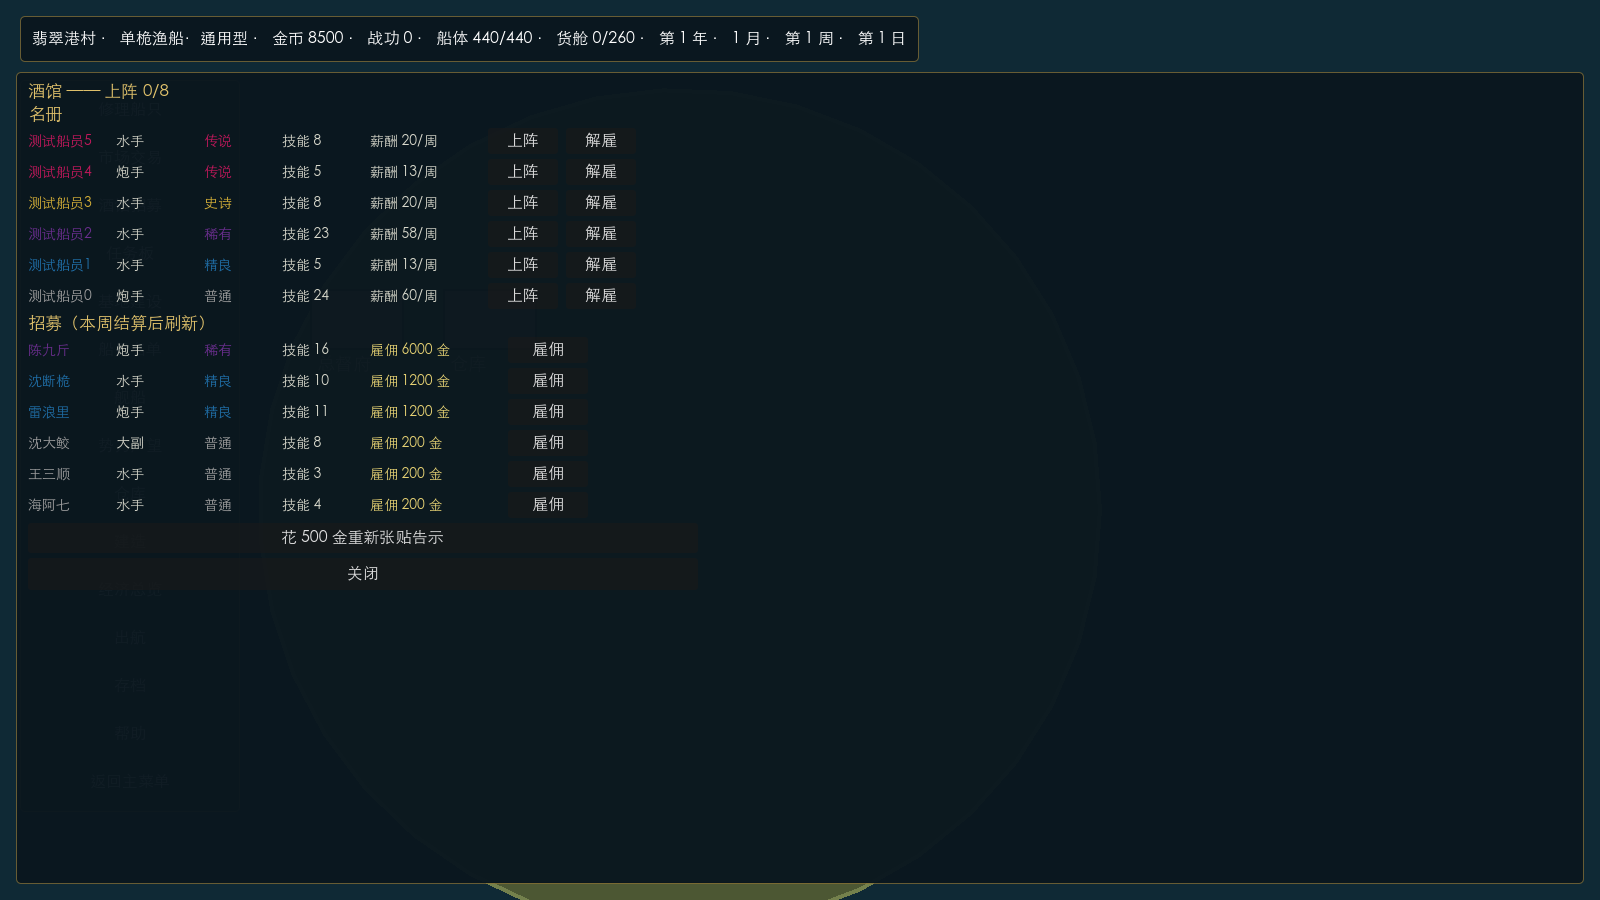 翡翠港村 · 单桅渔船 · 通用型 · 金币 8500 · 战功 0 · 船体 440/440 · 货舱 0/260 · 第 1 年 · 1 月 · 第 1 周 · 第 1 日
酒馆 —— 上阵 0/8
名册
测试船员5 水手 传说 技能 8 薪酬 20/周 上阵 解雇
测试船员4 炮手 传说 技能 5 薪酬 13/周 上阵 解雇
测试船员3 水手 史诗 技能 8 薪酬 20/周 上阵 解雇
测试船员2 水手 稀有 技能 23 薪酬 58/周 上阵 解雇
测试船员1 水手 精良 技能 5 薪酬 13/周 上阵 解雇
测试船员0 炮手 普通 技能 24 薪酬 60/周 上阵 解雇
招募（本周结算后刷新）
陈九斤 炮手 稀有 技能 16 雇佣 6000 金 雇佣
沈断桅 水手 精良 技能 10 雇佣 1200 金 雇佣
雷浪里 炮手 精良 技能 11 雇佣 1200 金 雇佣
沈大鲛 大副 普通 技能 8 雇佣 200 金 雇佣
王三顺 水手 普通 技能 3 雇佣 200 金 雇佣
海阿七 水手 普通 技能 4 雇佣 200 金 雇佣
花 500 金重新张贴告示
关闭